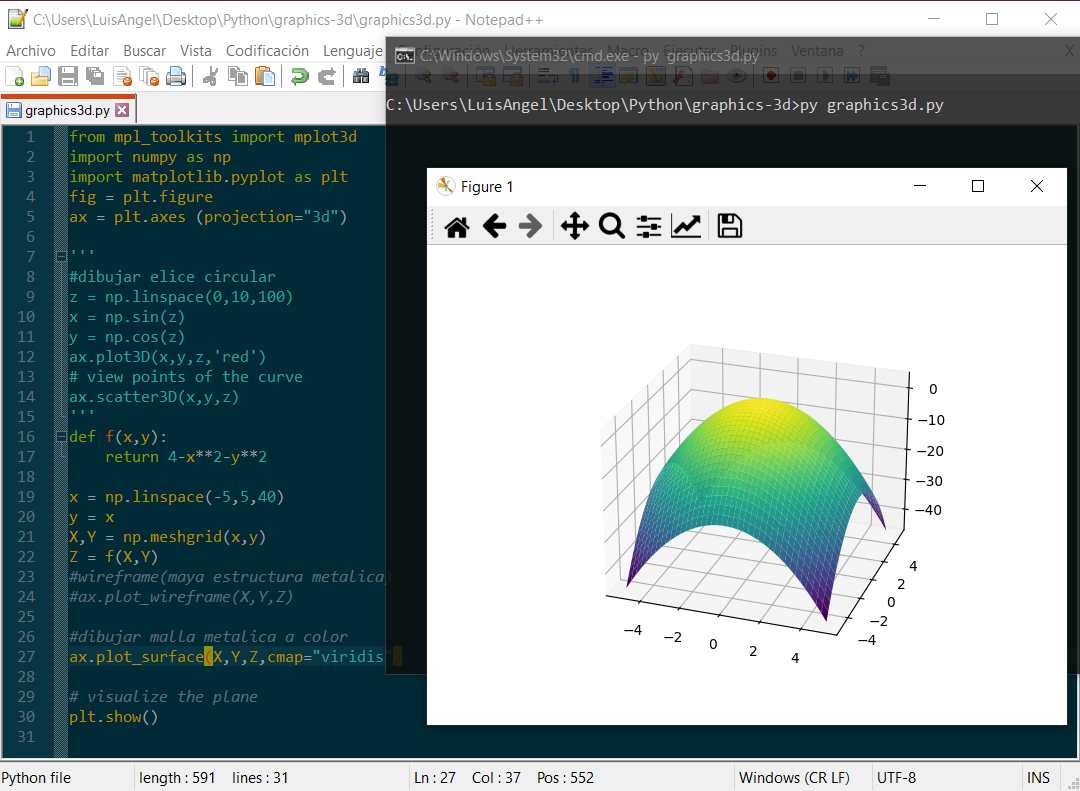 C:\Users\LuisAngel\Desktop\Python\graphics-3d\graphics3d.py - Notepad++
Archivo Editar Buscar Vista Codificación Lenguaje Configuración Herramientas Macro Ejecutar Plugins Ventana ? X
C:\Windows\System32\cmd.exe - py graphics3d.py
graphics3d.py
C:\Users\LuisAngel\Desktop\Python\graphics-3d>py graphics3d.py
1 from mpl_toolkits import mplot3d
2 import numpy as np
3 import matplotlib.pyplot as plt
4 fig = plt.figure
5 ax = plt.axes (projection="3d")
6
7 '''
8 #dibujar elice circular
9 z = np.linspace(0,10,100)
10 x = np.sin(z)
11 y = np.cos(z)
12 ax.plot3D(x,y,z,'red')
13 # view points of the curve
14 ax.scatter3D(x,y,z)
15 '''
16 def f(x,y):
17 return 4-x**2-y**2
18
19 x = np.linspace(-5,5,40)
20 y = x
21 X,Y = np.meshgrid(x,y)
22 Z = f(X,Y)
23 #wireframe(maya estructura metalica)
24 #ax.plot_wireframe(X,Y,Z)
25
26 #dibujar malla metalica a color
27 ax.plot_surface(X,Y,Z,cmap="viridis")
28
29 # visualize the plane
30 plt.show()
31
Figure 1
0
−10
−20
−30
−40
4
2
0
−2
−4
−4 −2 0 2 4
Python file length : 591 lines : 31 Ln : 27 Col : 37 Pos : 552 Windows (CR LF) UTF-8 INS